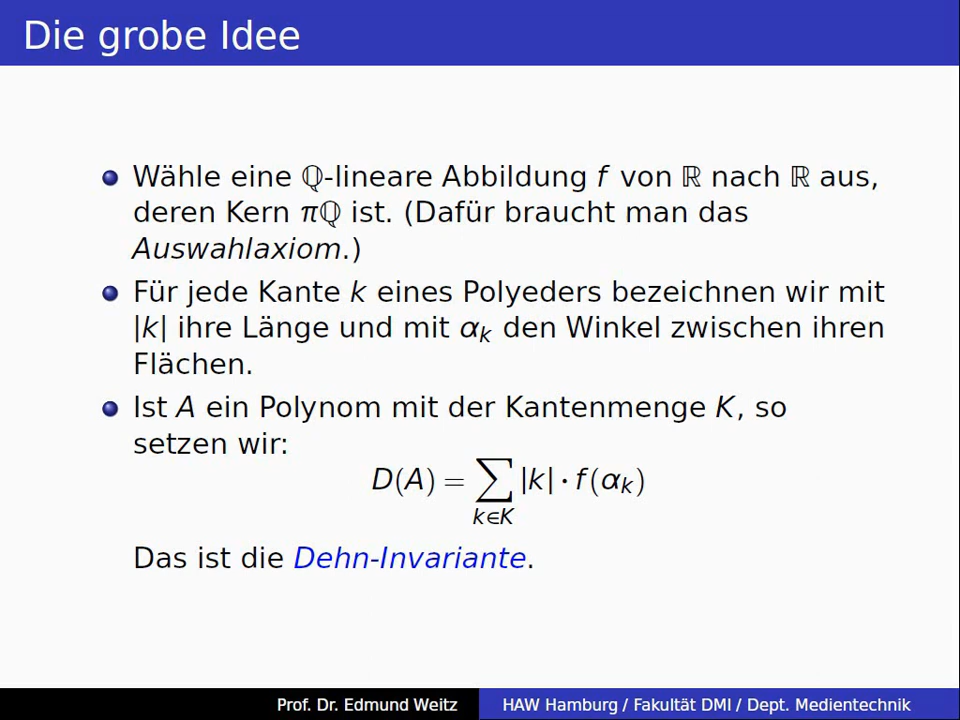 Die grobe Idee
Wähle eine ℚ-lineare Abbildung f von ℝ nach ℝ aus,
deren Kern πℚ ist. (Dafür braucht man das
Auswahlaxiom.)
Für jede Kante k eines Polyeders bezeichnen wir mit
|k| ihre Länge und mit αₖ den Winkel zwischen ihren
Flächen.
Ist A ein Polynom mit der Kantenmenge K, so
setzen wir:
D(A) = ∑ |k| · f(αₖ)
k∈K
Das ist die Dehn-Invariante.
Prof. Dr. Edmund Weitz HAW Hamburg / Fakultät DMI / Dept. Medientechnik